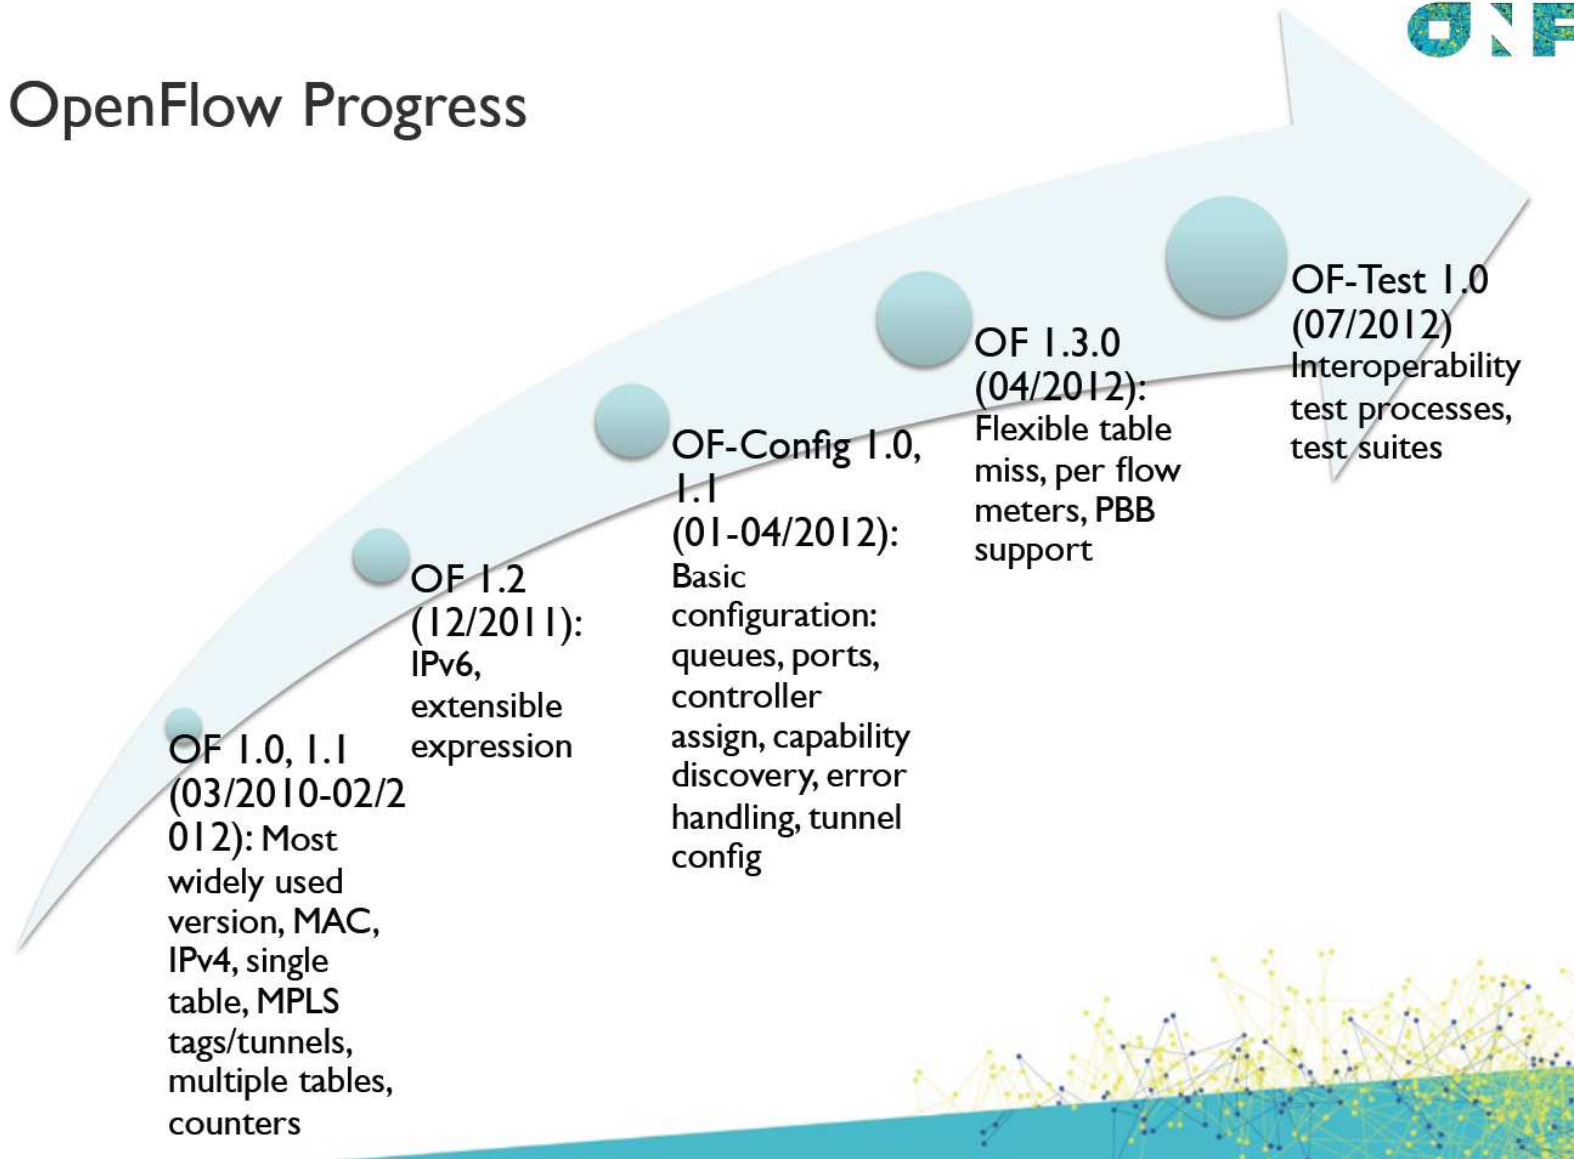 ONF
OpenFlow Progress
OF 1.0, 1.1
(03/2010-02/2
012): Most
widely used
version, MAC,
IPv4, single
table, MPLS
tags/tunnels,
multiple tables,
counters
OF 1.2
(12/2011):
IPv6,
extensible
expression
OF-Config 1.0,
1.1
(01-04/2012):
Basic
configuration:
queues, ports,
controller
assign, capability
discovery, error
handling, tunnel
config
OF 1.3.0
(04/2012):
Flexible table
miss, per flow
meters, PBB
support
OF-Test 1.0
(07/2012)
Interoperability
test processes,
test suites